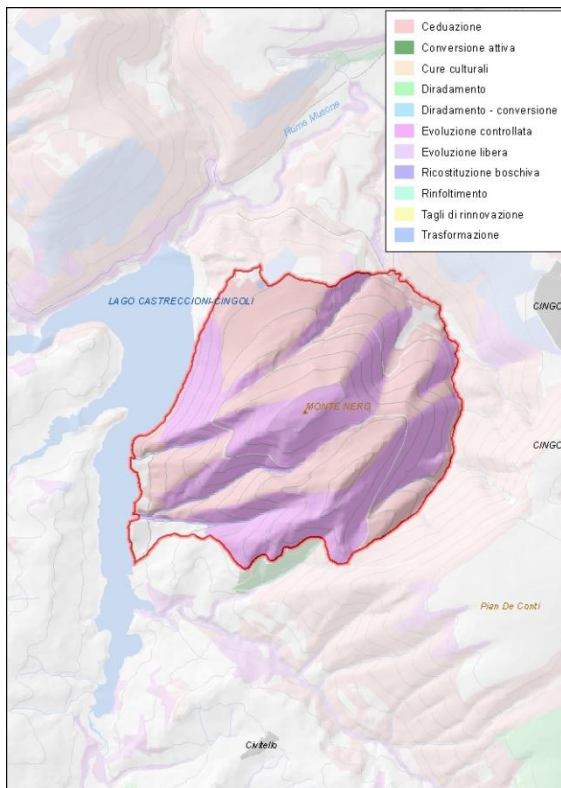 Ceduazione
Conversione attiva
Cure culturali
Diradamento
Diradamento - conversione
Evoluzione controllata
Evoluzione libera
Ricostituzione boschiva
Rinfoltimento
Tagli di rinnovazione
Trasformazione
Fiume Musone
LAGO CASTRECCIONI-CINGOLI
CINGO
MONTE NERO
CINGO
Pian De Conti
Civitello